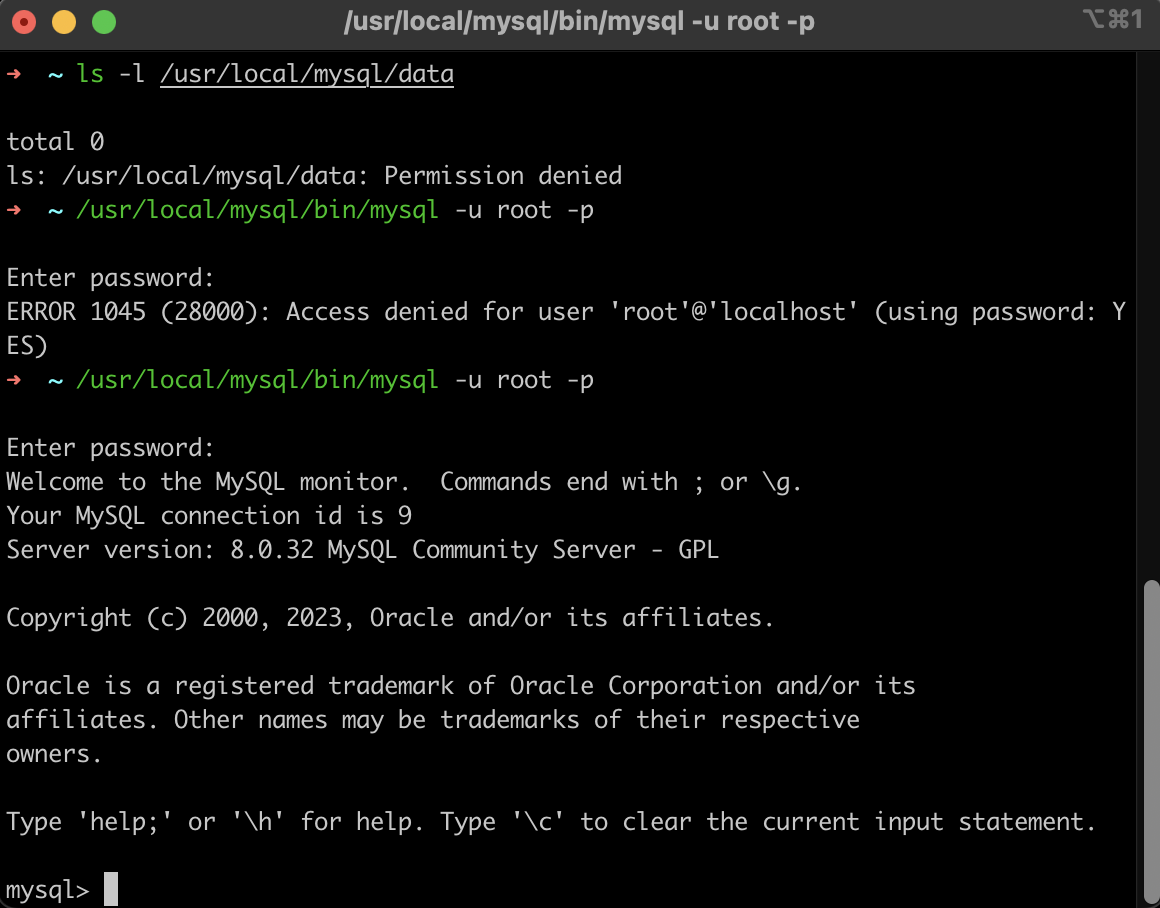 /usr/local/mysql/bin/mysql -u root -p ⌥⌘1
➜ ~ ls -l /usr/local/mysql/data
total 0
ls: /usr/local/mysql/data: Permission denied
➜ ~ /usr/local/mysql/bin/mysql -u root -p
Enter password:
ERROR 1045 (28000): Access denied for user 'root'@'localhost' (using password: Y
ES)
➜ ~ /usr/local/mysql/bin/mysql -u root -p
Enter password:
Welcome to the MySQL monitor.  Commands end with ; or \g.
Your MySQL connection id is 9
Server version: 8.0.32 MySQL Community Server - GPL
Copyright (c) 2000, 2023, Oracle and/or its affiliates.
Oracle is a registered trademark of Oracle Corporation and/or its
affiliates. Other names may be trademarks of their respective
owners.
Type 'help;' or '\h' for help. Type '\c' to clear the current input statement.
mysql>